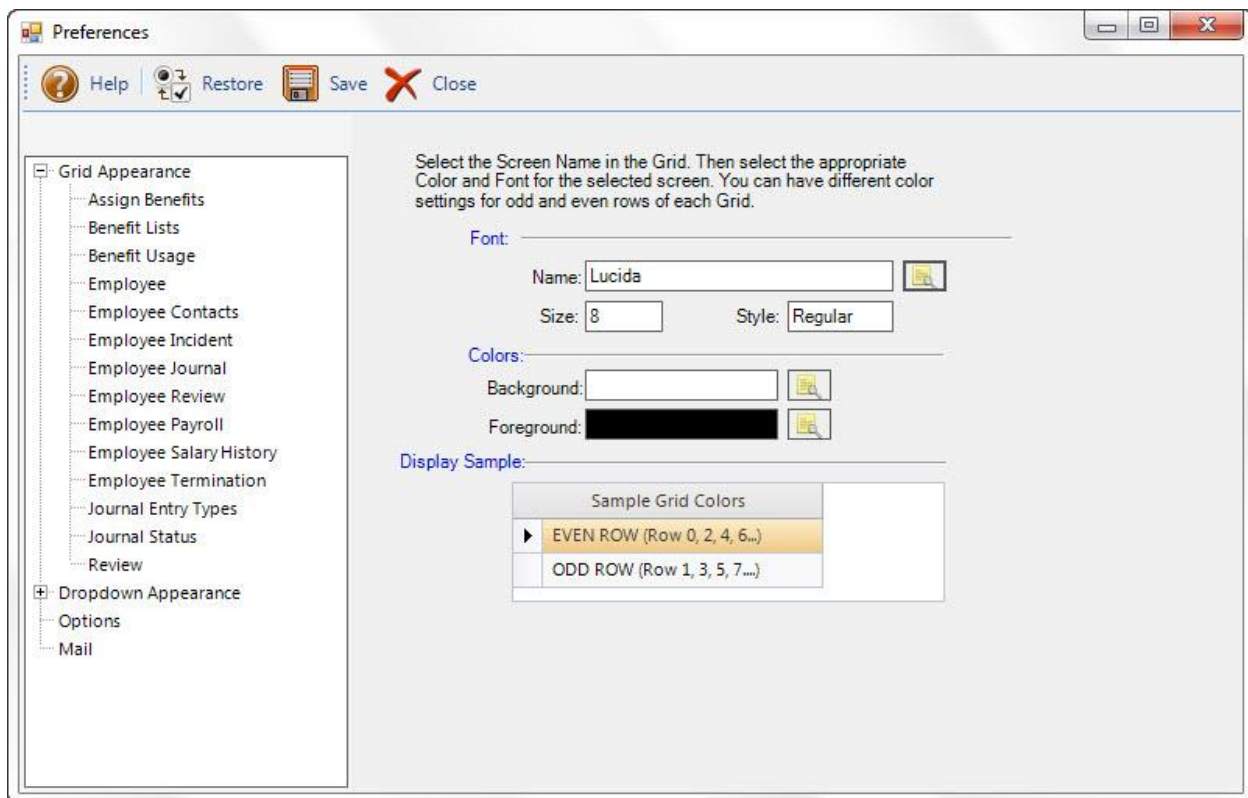 Preferences
Help Restore Save Close
Grid Appearance
Assign Benefits
Benefit Lists
Benefit Usage
Employee
Employee Contacts
Employee Incident
Employee Journal
Employee Review
Employee Payroll
Employee Salary History
Employee Termination
Journal Entry Types
Journal Status
Review
Dropdown Appearance
Options
Mail
Select the Screen Name in the Grid. Then select the appropriate
Color and Font for the selected screen. You can have different color
settings for odd and even rows of each Grid.
Font:
Name: Lucida
Size: 8 Style: Regular
Colors:
Background:
Foreground:
Display Sample:
Sample Grid Colors
EVEN ROW (Row 0, 2, 4, 6...)
ODD ROW (Row 1, 3, 5, 7....)